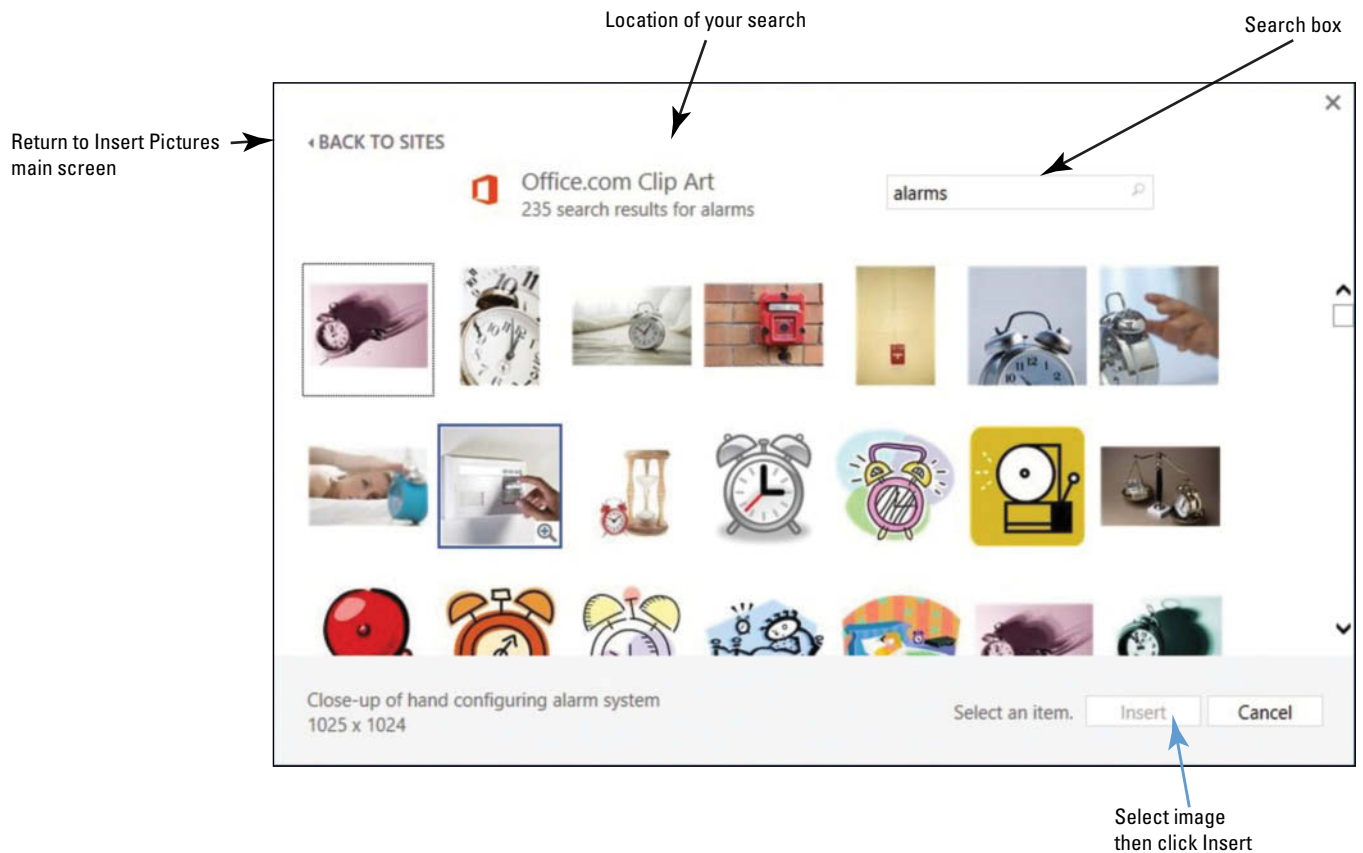 Location of your search
Search box
Return to Insert Pictures
main screen
BACK TO SITES
Office.com Clip Art
235 search results for alarms
alarms
Close-up of hand configuring alarm system
1025 x 1024
Select an item.
Insert
Cancel
Select image
then click Insert